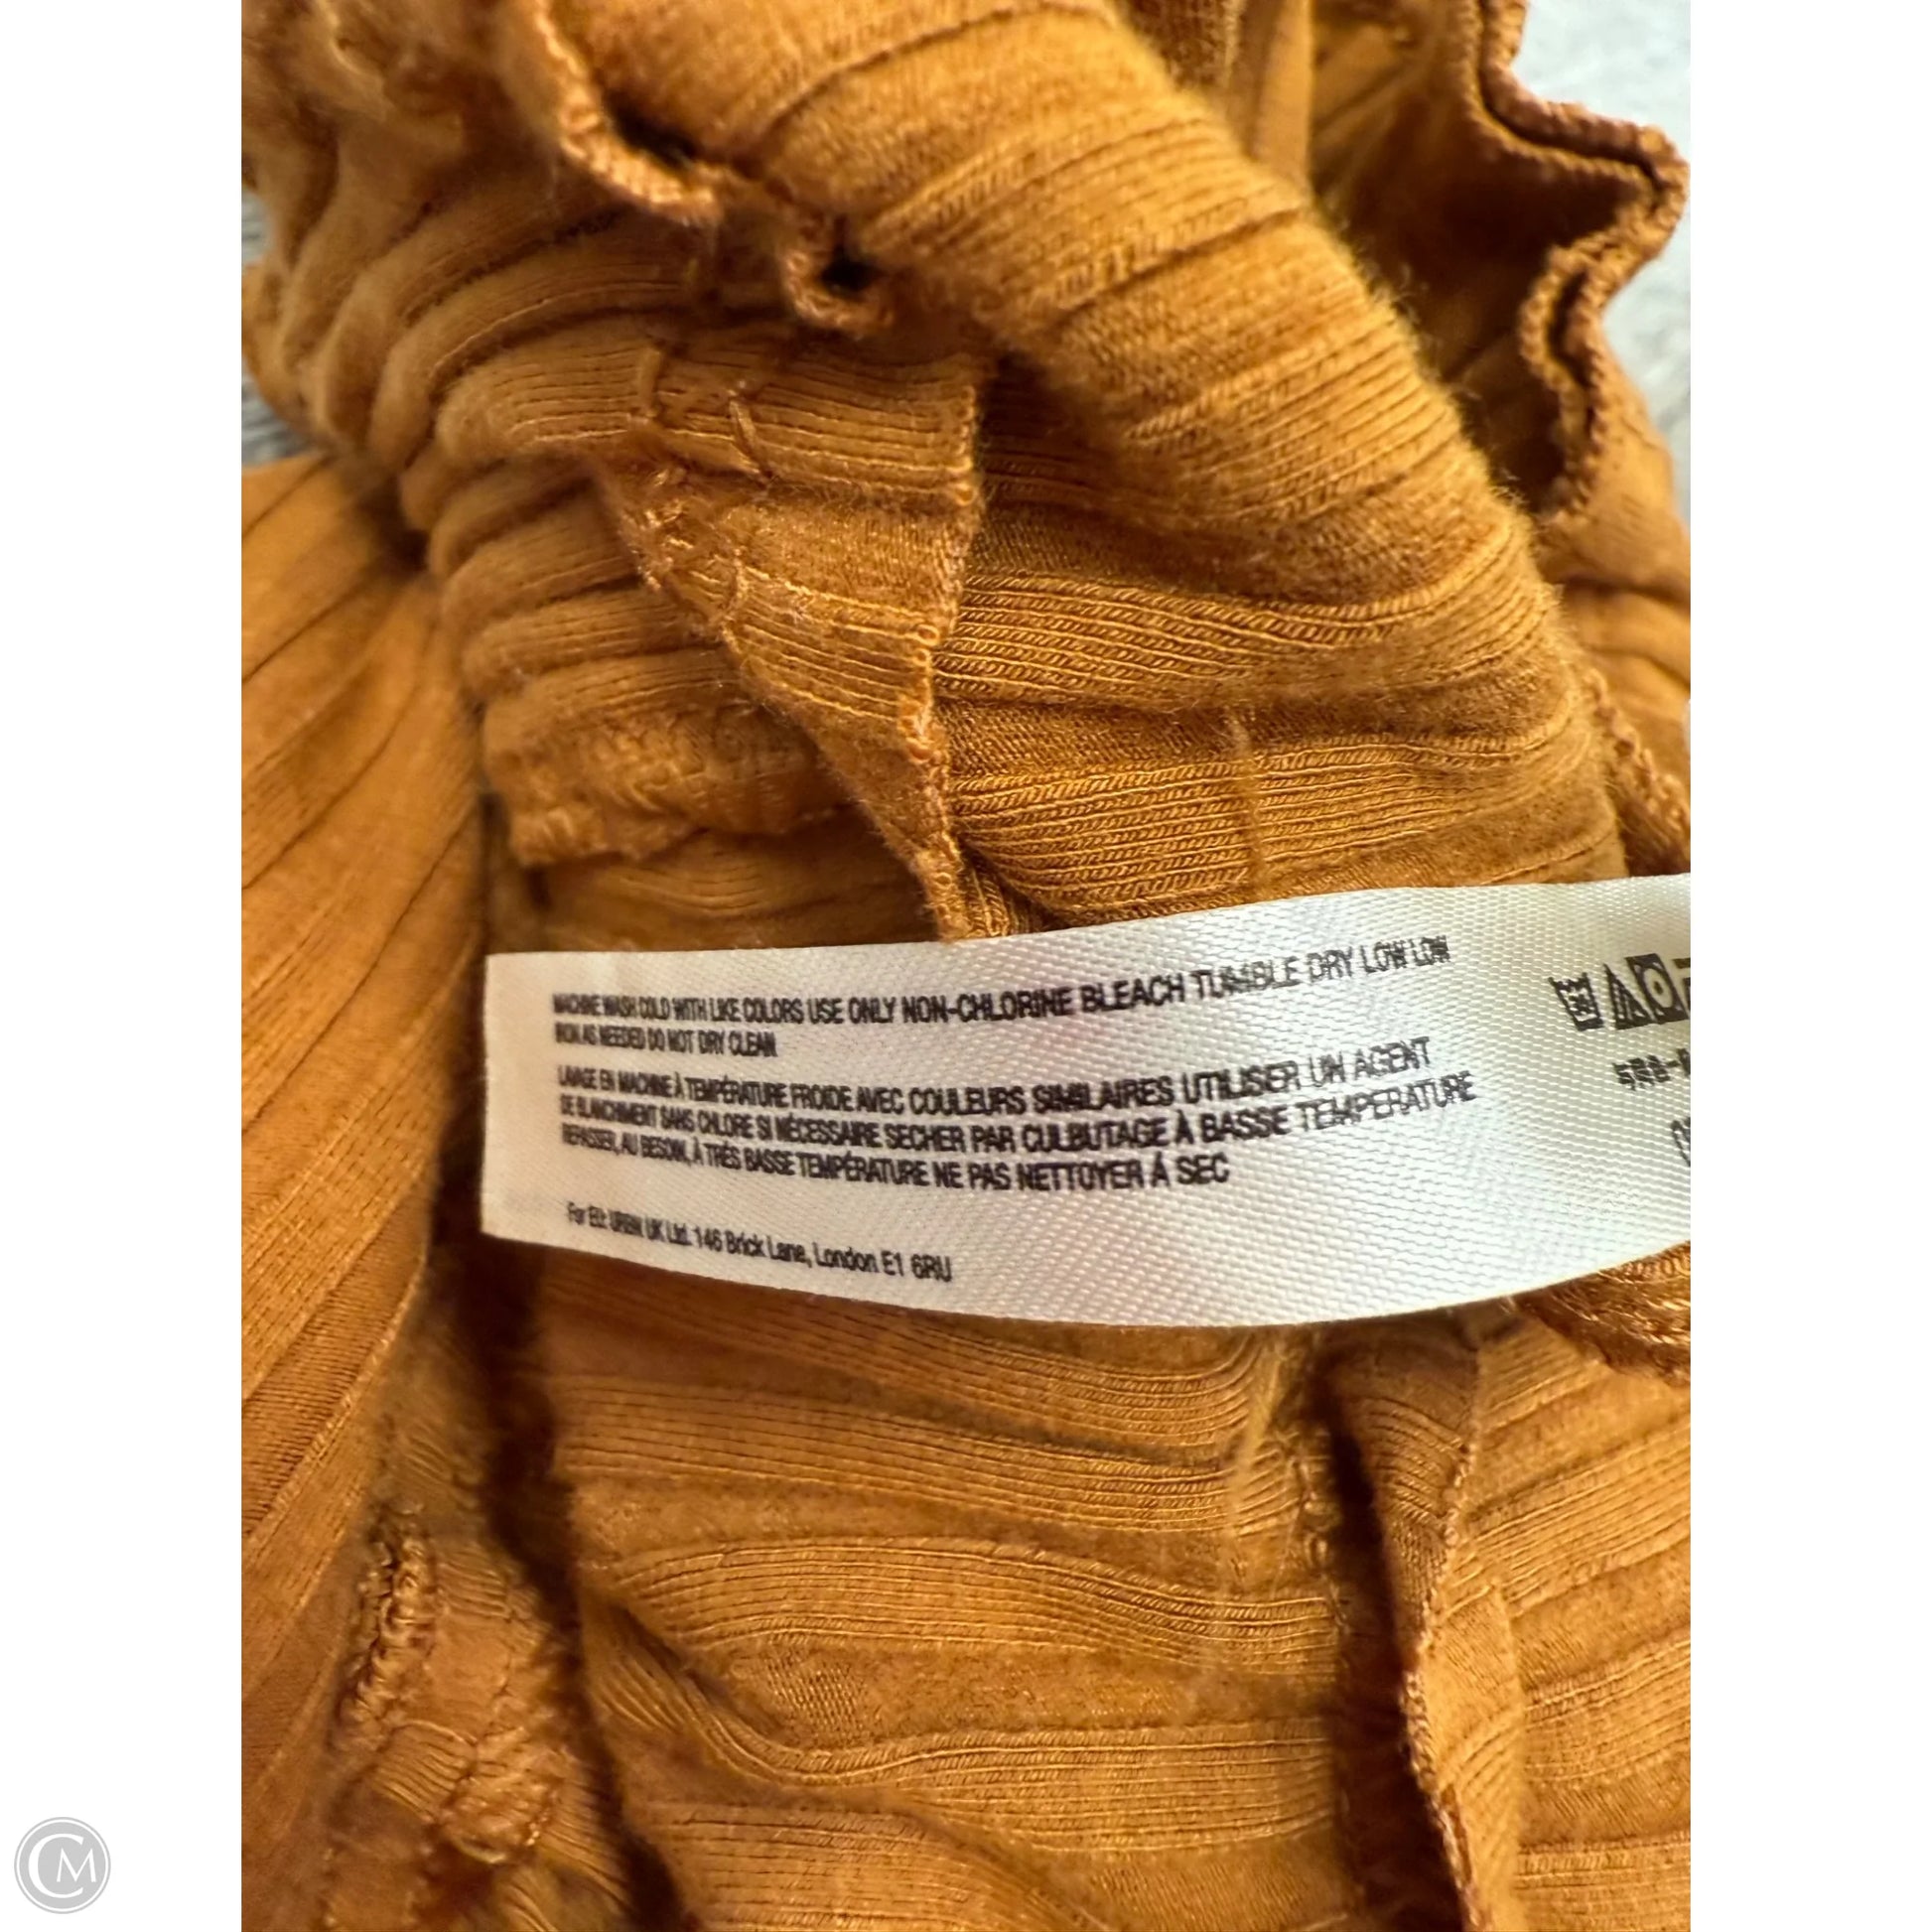 MACHINE WASH COLD WITH LIKE COLORS USE ONLY NON-CHLORINE BLEACH TUMBLE DRY LOW LOW
IRON AS NEEDED DO NOT DRY CLEAN
LAVAGE EN MACHINE À TEMPÉRATURE FROIDE AVEC COULEURS SIMILAIRES UTILISER UN AGENT
DE BLANCHIMENT SANS CHLORE SI NÉCESSAIRE SECHER PAR CULBUTAGE À BASSE TEMPERATURE
REPASSER, AU BESOIN, À TRÈS BASSE TEMPÉRATURE NE PAS NETTOYER Á SEC
For EU: URBN UK Ltd. 146 Brick Lane, London E1 6RU
CM